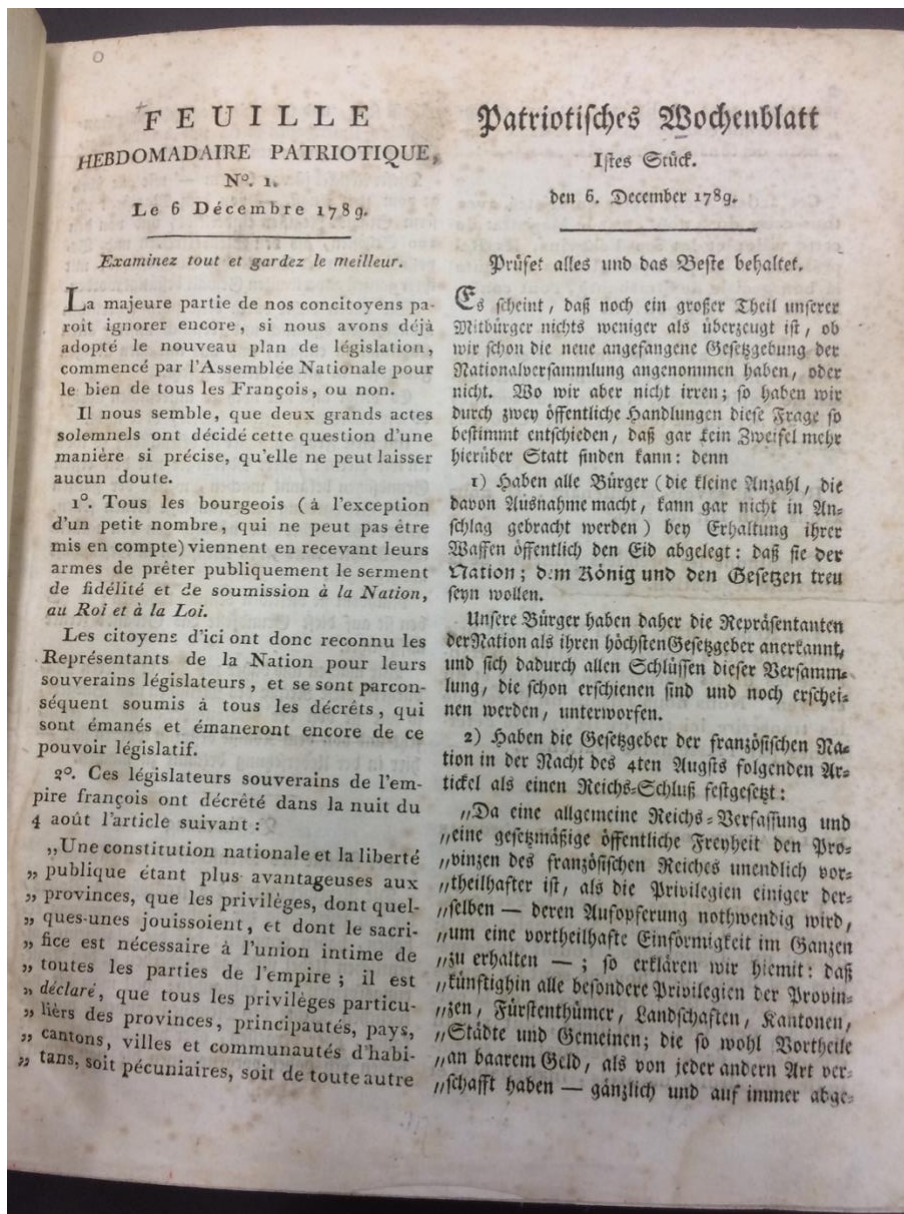 FEUILLE
HEBDOMADAIRE PATRIOTIQUE,
Nº. 1.
Le 6 Décembre 1789.
Examinez tout et gardez le meilleur.
La majeure partie de nos concitoyens pa-
roit ignorer encore, si nous avons déjà
adopté le nouveau plan de législation,
commencé par l'Assemblée Nationale pour
le bien de tous les François, ou non.
Il nous semble, que deux grands actes
solemnels ont décidé cette question d'une
manière si précise, qu'elle ne peut laisser
aucun doute.
1º. Tous les bourgeois (à l'exception
d'un petit nombre, qui ne peut pas être
mis en compte) viennent en recevant leurs
armes de prêter publiquement le serment
de fidélité et de soumission à la Nation,
au Roi et à la Loi.
Les citoyens d'ici ont donc reconnu les
Représentants de la Nation pour leurs
souverains législateurs, et se sont parcon-
séquent soumis à tous les décrêts, qui
sont émanés et émaneront encore de ce
pouvoir législatif.
2º. Ces législateurs souverains de l'em-
pire françois ont décrêté dans la nuit du
4 août l'article suivant :
„Une constitution nationale et la liberté
„ publique étant plus avantageuses aux
„ provinces, que les privilèges, dont quel-
„ ques-unes jouissoient, et dont le sacri-
„ fice est nécessaire à l'union intime de
„ toutes les parties de l'empire ; il est
„ déclaré, que tous les privilèges particu-
„ liérs des provinces, principautés, pays,
„ cantons, villes et communautés d'habi-
„ tans, soit pécuniaires, soit de toute autre
Patriotisches Wochenblatt
Istes Stück.
den 6. December 1789.
Prüfet alles und das Beste behaltet.
Es scheint, daß noch ein großer Theil unserer
Mitbürger nichts weniger als überzeugt ist, ob
wir schon die neue angefangene Gesetzgebung der
Nationalversammlung angenommen haben, oder
nicht. Wo wir aber nicht irren; so haben wir
durch zwey öffentliche Handlungen diese Frage so
bestimmt entschieden, daß gar kein Zweifel mehr
hierüber Statt finden kann: denn
1) Haben alle Bürger (die kleine Anzahl, die
davon Ausnahme macht, kann gar nicht in An-
schlag gebracht werden) bey Erhaltung ihrer
Waffen öffentlich den Eid abgelegt: daß sie der
Nation; dem König und den Gesetzen treu
seyn wollen.
Unsere Bürger haben daher die Repräsentanten
der Nation als ihren höchsten Gesetzgeber anerkannt,
und sich dadurch allen Schlüssen dieser Versamm-
lung, die schon erschienen sind und noch erschei-
nen werden, unterworfen.
2) Haben die Gesetzgeber der französischen Na-
tion in der Nacht des 4ten Augsts folgenden Ar-
tickel als einen Reichs-Schluß festgesetzt:
„Da eine allgemeine Reichs-Verfassung und
„eine gesetzmäßige öffentliche Freyheit den Pro-
„vinzen des französischen Reiches unendlich vor-
„theilhafter ist, als die Privilegien einiger der-
„selben — deren Aufopferung nothwendig wird,
„um eine vortheilhafte Einformigkeit im Ganzen
„zu erhalten — ; so erklären wir hiemit: daß
„künftighin alle besondere Privilegien der Provin-
„zen, Fürstenthümer, Landschaften, Kantonen,
„Städte und Gemeinen; die so wohl Vortheile
„an baarem Geld, als von jeder andern Art ver-
„schafft haben — gänzlich und auf immer abge-